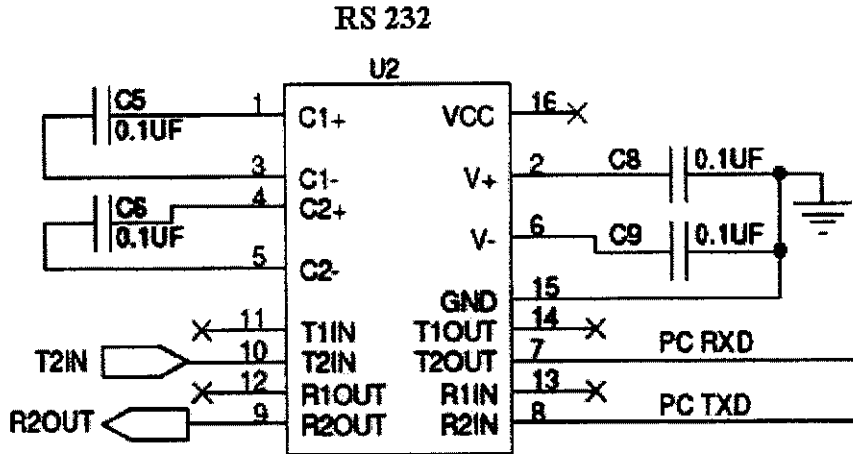 RS 232
U2
C5
0.1UF
1
C1+
VCC
16
3
C1-
V+
2
C8
0.1UF
C6
0.1UF
4
C2+
V-
6
C9
0.1UF
5
C2-
GND
15
11
T1IN
T1OUT
14
T2IN
10
T2IN
T2OUT
7
PC RXD
12
R1OUT
R1IN
13
R2OUT
9
R2OUT
R2IN
8
PC TXD